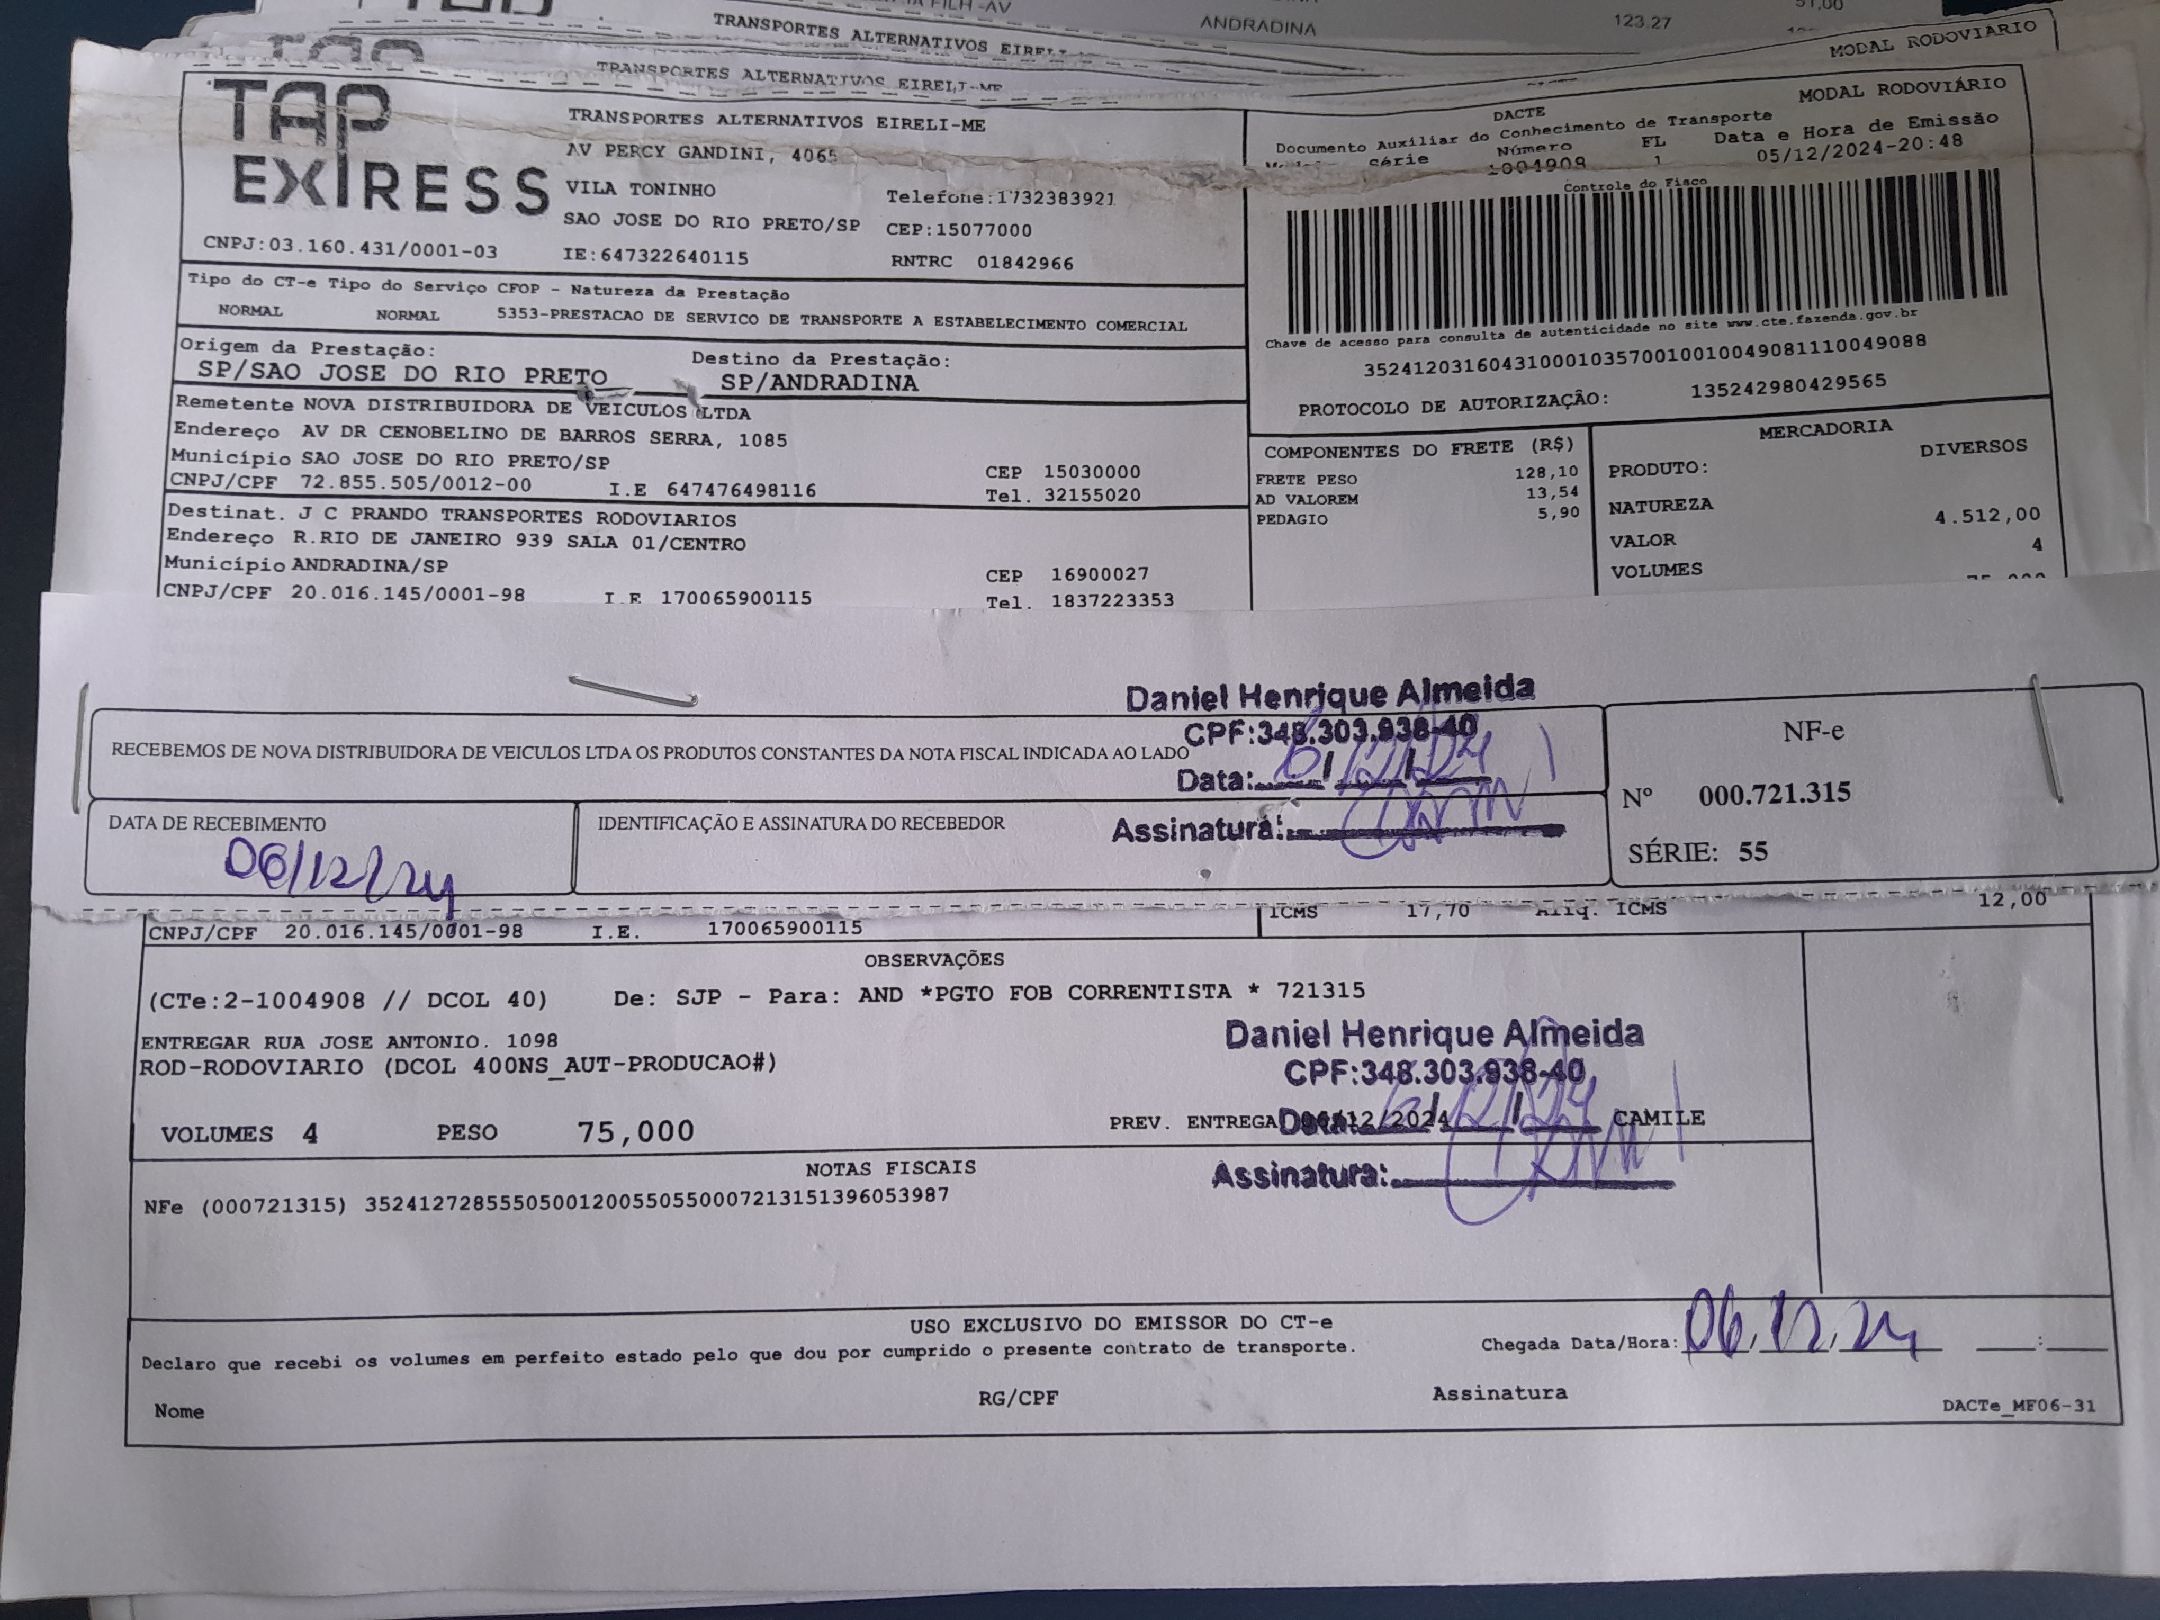 ANDRADINA
123.27
TRANSPORTES ALTERNATIVOS
MODAL RODOVIARIO
TRANSPORTES ALTERNATIVOS EIRELI-ME
TAP
EXPRESS
TRANSPORTES ALTERNATIVOS EIRELI-ME
AV PERCY GANDINI, 4065
VILA TONINHO
Telefone:1732383921
SAO JOSE DO RIO PRETO/SP
CEP:15077000
CNPJ:03.160.431/0001-03
IE:647322640115
RNTRC 01842966
DACTE
MODAL RODOVIÁRIO
Documento Auxiliar do Conhecimento de Transporte
Série
Número
FL
Data e Hora de Emissão
1004908
1
05/12/2024-20:48
Controle do Fisco
Chave de acesso para consulta de autenticidade no site www.cte.fazenda.gov.br
35241203160431000103570010010049081110049088
PROTOCOLO DE AUTORIZAÇÃO: 135242980429565
Tipo do CT-e Tipo do Serviço CFOP - Natureza da Prestação
NORMAL NORMAL 5353-PRESTACAO DE SERVICO DE TRANSPORTE A ESTABELECIMENTO COMERCIAL
Origem da Prestação: Destino da Prestação:
SP/SAO JOSE DO RIO PRETO SP/ANDRADINA
Remetente NOVA DISTRIBUIDORA DE VEICULOS LTDA
Endereço AV DR CENOBELINO DE BARROS SERRA, 1085
Município SAO JOSE DO RIO PRETO/SP CEP 15030000
CNPJ/CPF 72.855.505/0012-00 I.E 647476498116 Tel. 32155020
Destinat. J C PRANDO TRANSPORTES RODOVIARIOS
Endereço R.RIO DE JANEIRO 939 SALA 01/CENTRO
Município ANDRADINA/SP CEP 16900027
CNPJ/CPF 20.016.145/0001-98 I.E 170065900115 Tel. 1837223353
COMPONENTES DO FRETE (R$)
FRETE PESO 128,10
AD VALOREM 13,54
PEDAGIO 5,90
MERCADORIA
PRODUTO: DIVERSOS
NATUREZA
VALOR 4.512,00
VOLUMES 4
Daniel Henrique Almeida
CPF:348.303.938-40
RECEBEMOS DE NOVA DISTRIBUIDORA DE VEICULOS LTDA OS PRODUTOS CONSTANTES DA NOTA FISCAL INDICADA AO LADO
Data: 6/12/24
DATA DE RECEBIMENTO
06/12/24
IDENTIFICAÇÃO E ASSINATURA DO RECEBEDOR
Assinatura:
NF-e
Nº 000.721.315
SÉRIE: 55
ICMS 17,70 Aliq. ICMS 12,00
CNPJ/CPF 20.016.145/0001-98 I.E. 170065900115
OBSERVAÇÕES
(CTe:2-1004908 // DCOL 40) De: SJP - Para: AND *PGTO FOB CORRENTISTA * 721315
ENTREGAR RUA JOSE ANTONIO. 1098
ROD-RODOVIARIO (DCOL 400NS_AUT-PRODUCAO#)
Daniel Henrique Almeida
CPF:348.303.938-40
VOLUMES 4 PESO 75,000
PREV. ENTREGA 06/12/2024 CAMILE
Data: 6/12/24
Assinatura:
NOTAS FISCAIS
NFe (000721315) 35241272855505001200550550007213151396053987
USO EXCLUSIVO DO EMISSOR DO CT-e
Declaro que recebi os volumes em perfeito estado pelo que dou por cumprido o presente contrato de transporte.
Chegada Data/Hora: 06.12.24
Nome RG/CPF Assinatura
DACTe_MF06-31